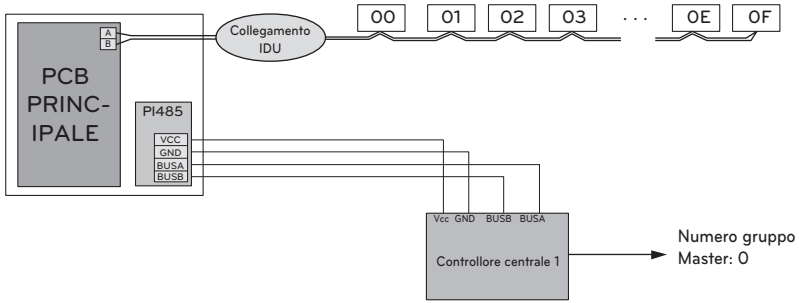 A
B
PCB
PRINC-
IPALE
Collegamento
IDU
00 01 02 03 ... 0E 0F
PI485
VCC
GND
BUSA
BUSB
Vcc GND BUSB BUSA
Controllore centrale 1
Numero gruppo
Master: 0